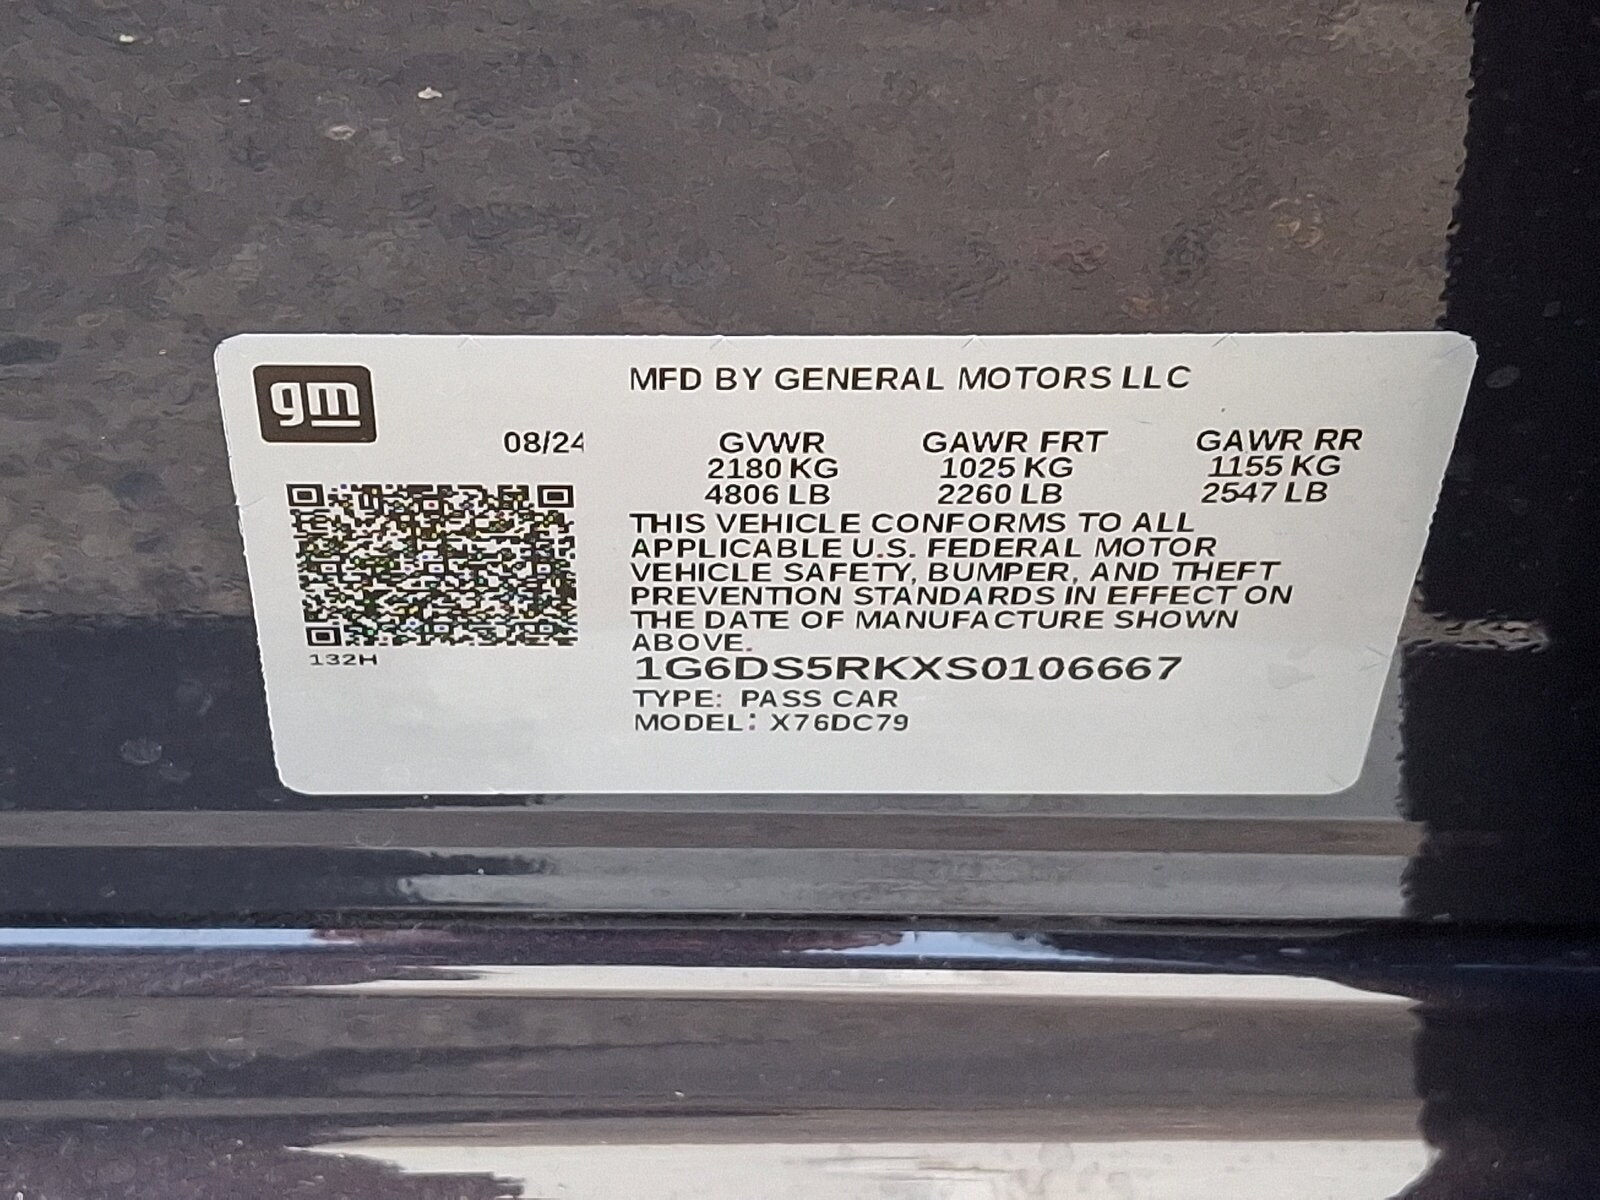 gm
MFD BY GENERAL MOTORS LLC
08/24
GVWR GAWR FRT GAWR RR
2180 KG 1025 KG 1155 KG
4806 LB 2260 LB 2547 LB
THIS VEHICLE CONFORMS TO ALL
APPLICABLE U.S. FEDERAL MOTOR
VEHICLE SAFETY, BUMPER, AND THEFT
PREVENTION STANDARDS IN EFFECT ON
THE DATE OF MANUFACTURE SHOWN
ABOVE.
132H
1G6DS5RKXS0106667
TYPE: PASS CAR
MODEL: X76DC79